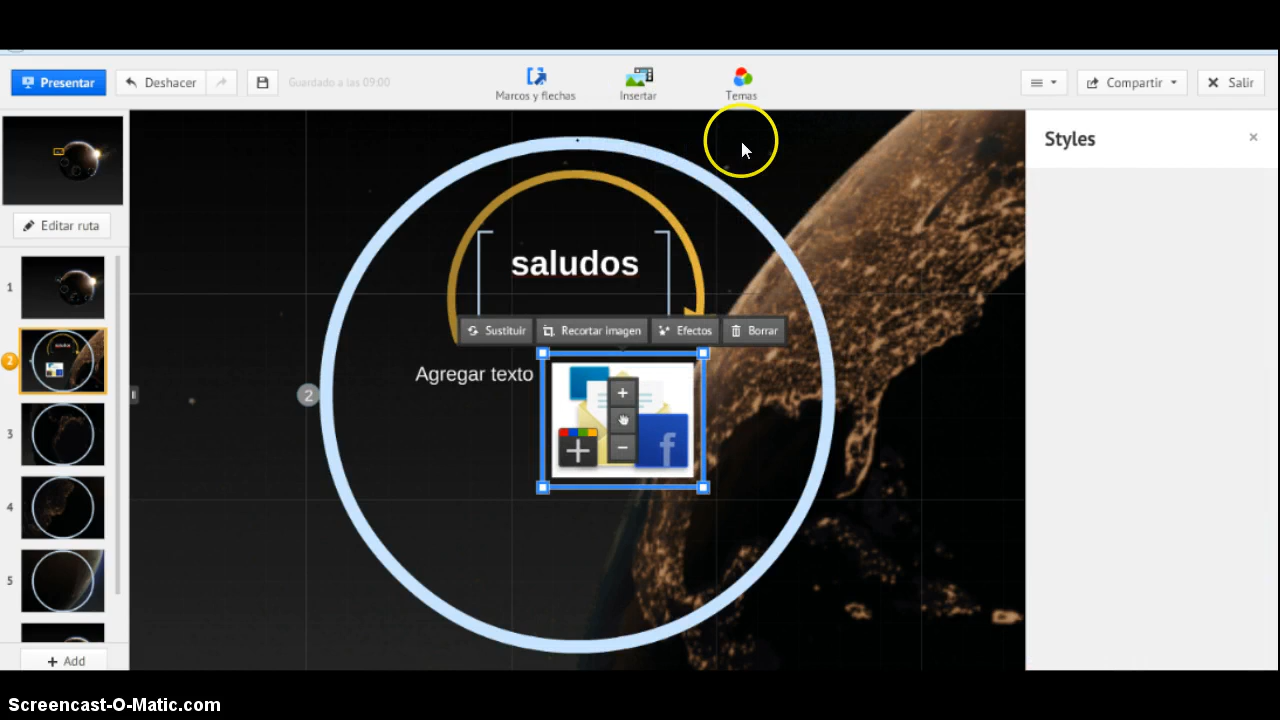 Presentar
Deshacer
Guardado a las 09:00
Marcos y flechas
Insertar
Temas
Compartir
Salir
Styles
Editar ruta
saludos
1
Sustituir
Recortar imagen
Efectos
Borrar
2
Agregar texto
2
f
3
4
5
Add
Screencast-O-Matic.com